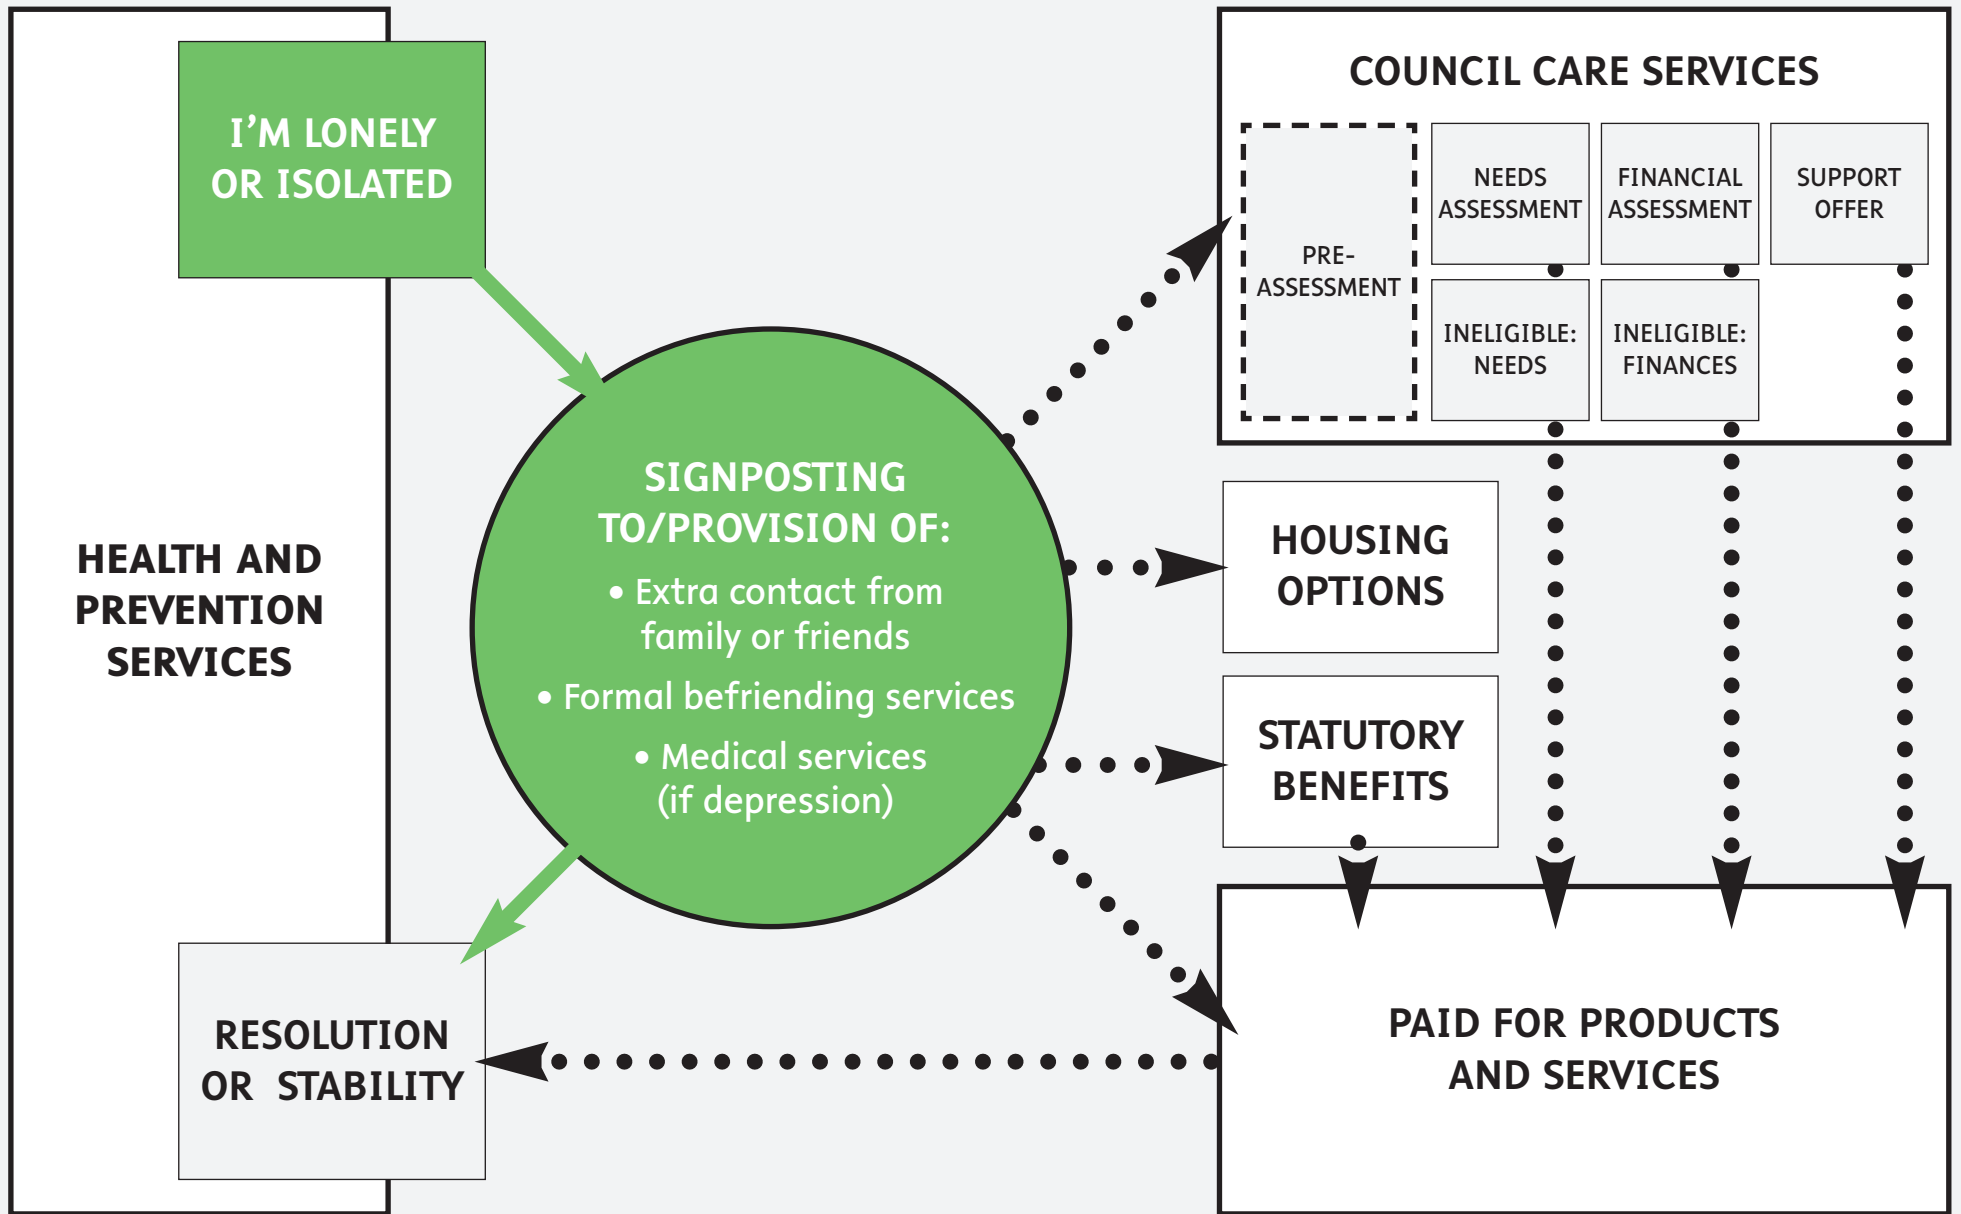 I’M LONELY
OR ISOLATED
HEALTH AND
PREVENTION
SERVICES
RESOLUTION
OR STABILITY
SIGNPOSTING
TO/PROVISION OF:
• Extra contact from
family or friends
• Formal befriending services
• Medical services
(if depression)
COUNCIL CARE SERVICES
PRE-
ASSESSMENT
NEEDS
ASSESSMENT
FINANCIAL
ASSESSMENT
SUPPORT
OFFER
INELIGIBLE:
NEEDS
INELIGIBLE:
FINANCES
HOUSING
OPTIONS
STATUTORY
BENEFITS
PAID FOR PRODUCTS
AND SERVICES